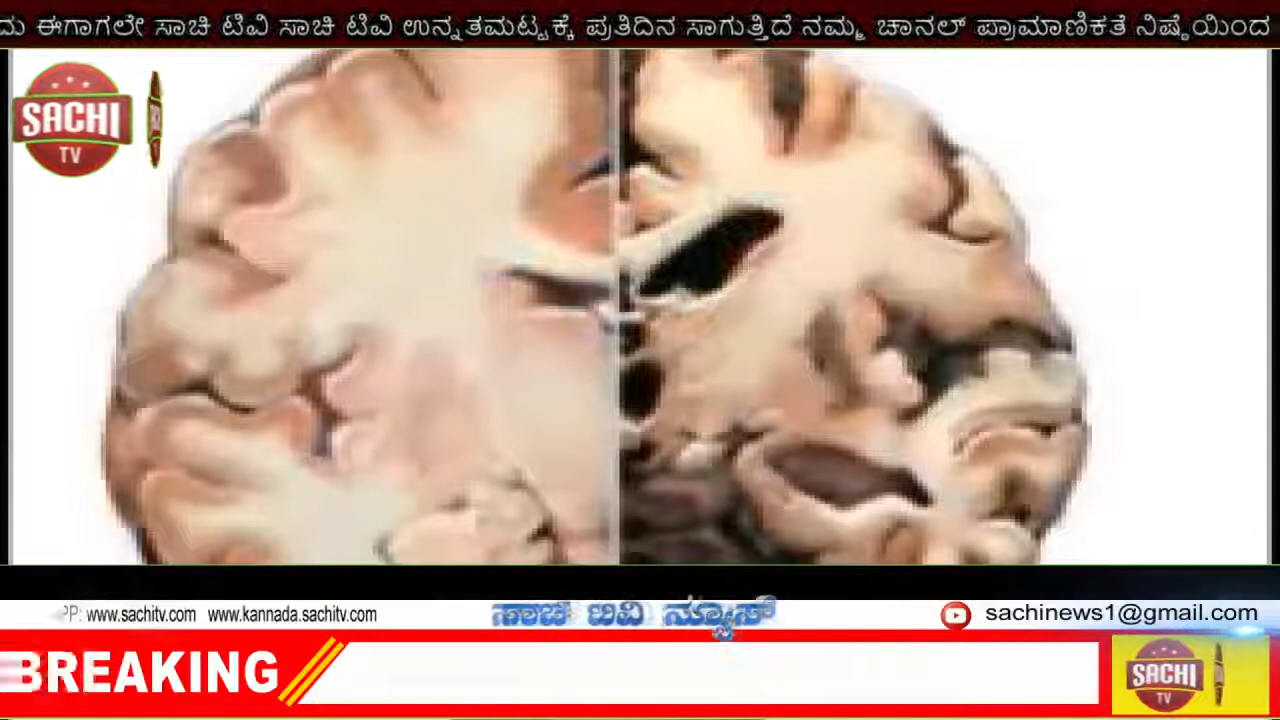 ಈಗಾಗಲೇ ಸಾಚಿ ಟಿವಿ ಸಾಚಿ ಟಿವಿ ಉನ್ನತಮಟ್ಟಕ್ಕೆ ಪ್ರತಿದಿನ ಸಾಗುತ್ತಿದೆ ನಮ್ಮ ಚಾನಲ್ ಪ್ರಾಮಾಣಿಕತೆ ನಿಷ್ಠೆಯಿಂದ
SACHI
TV
www.sachitv.com www.kannada.sachitv.com ಸಾಚಿ ಟಿವಿ ನ್ಯೂಸ್ sachinews1@gmail.com
BREAKING
SACHI
TV